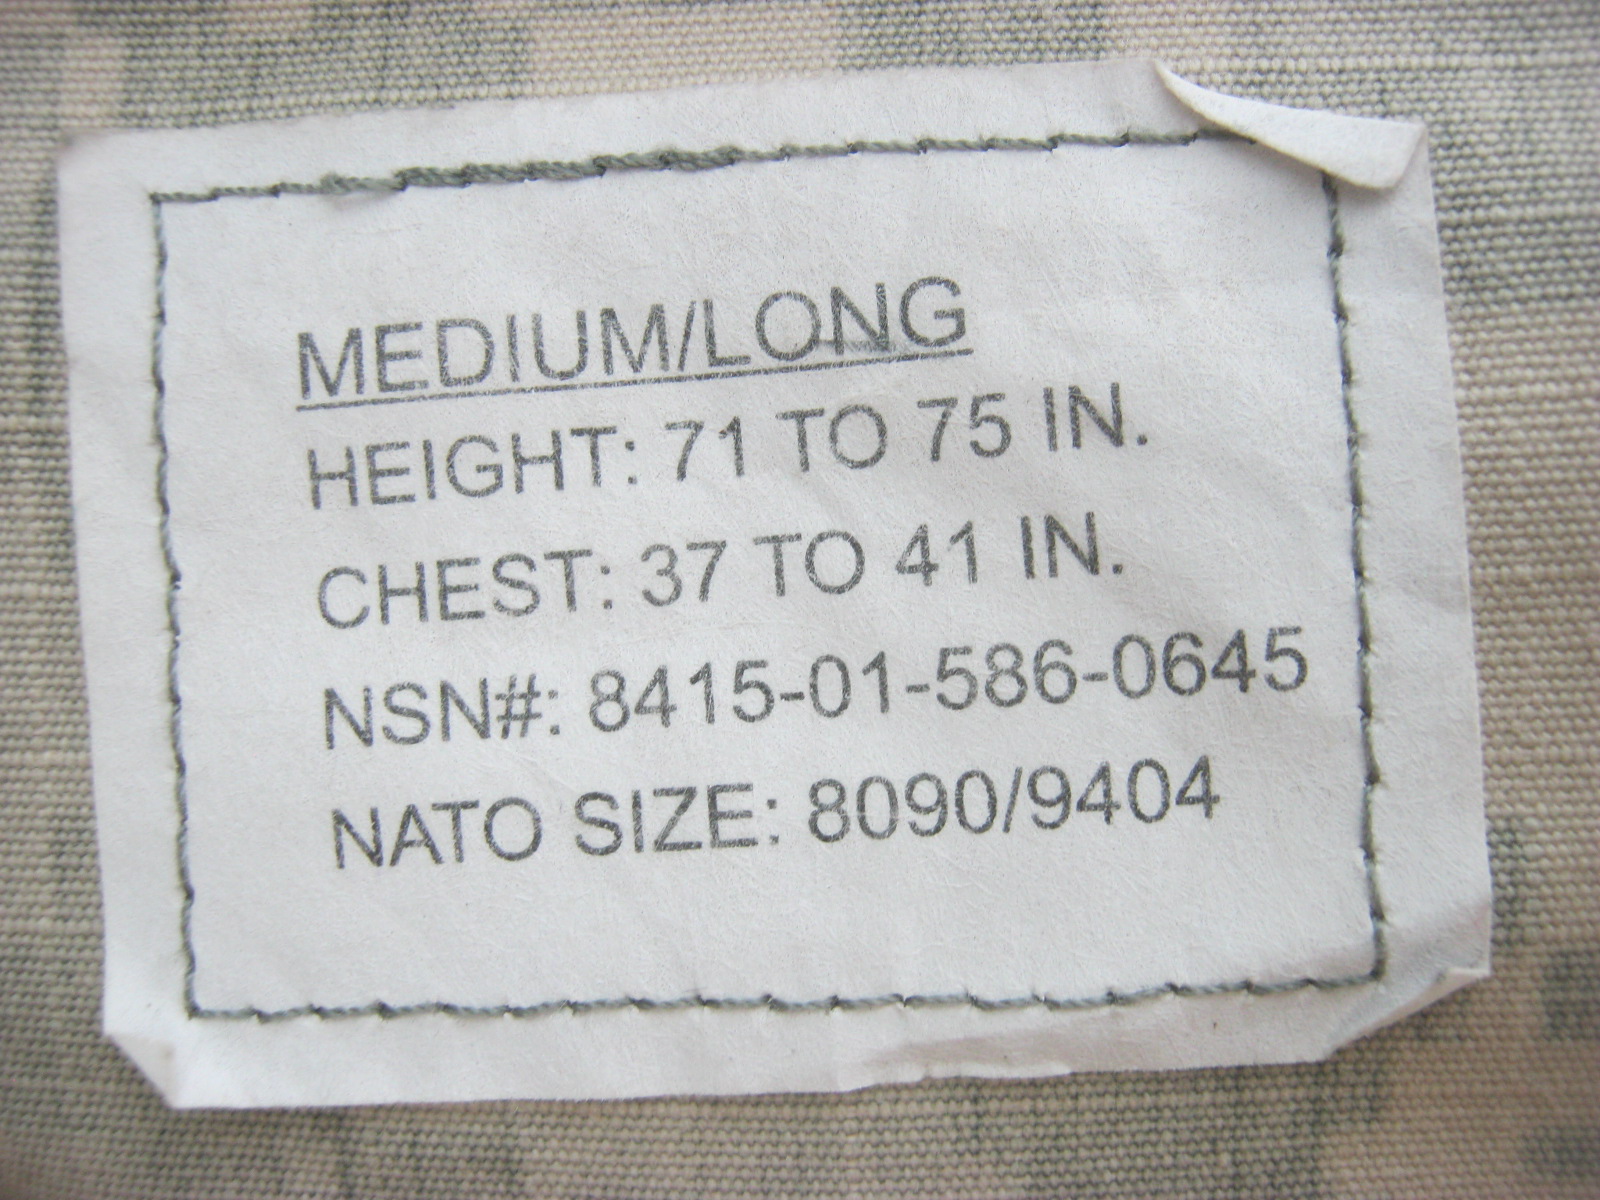 MEDIUM/LONG
HEIGHT: 71 TO 75 IN.
CHEST: 37 TO 41 IN.
NSN#: 8415-01-586-0645
NATO SIZE: 8090/9404